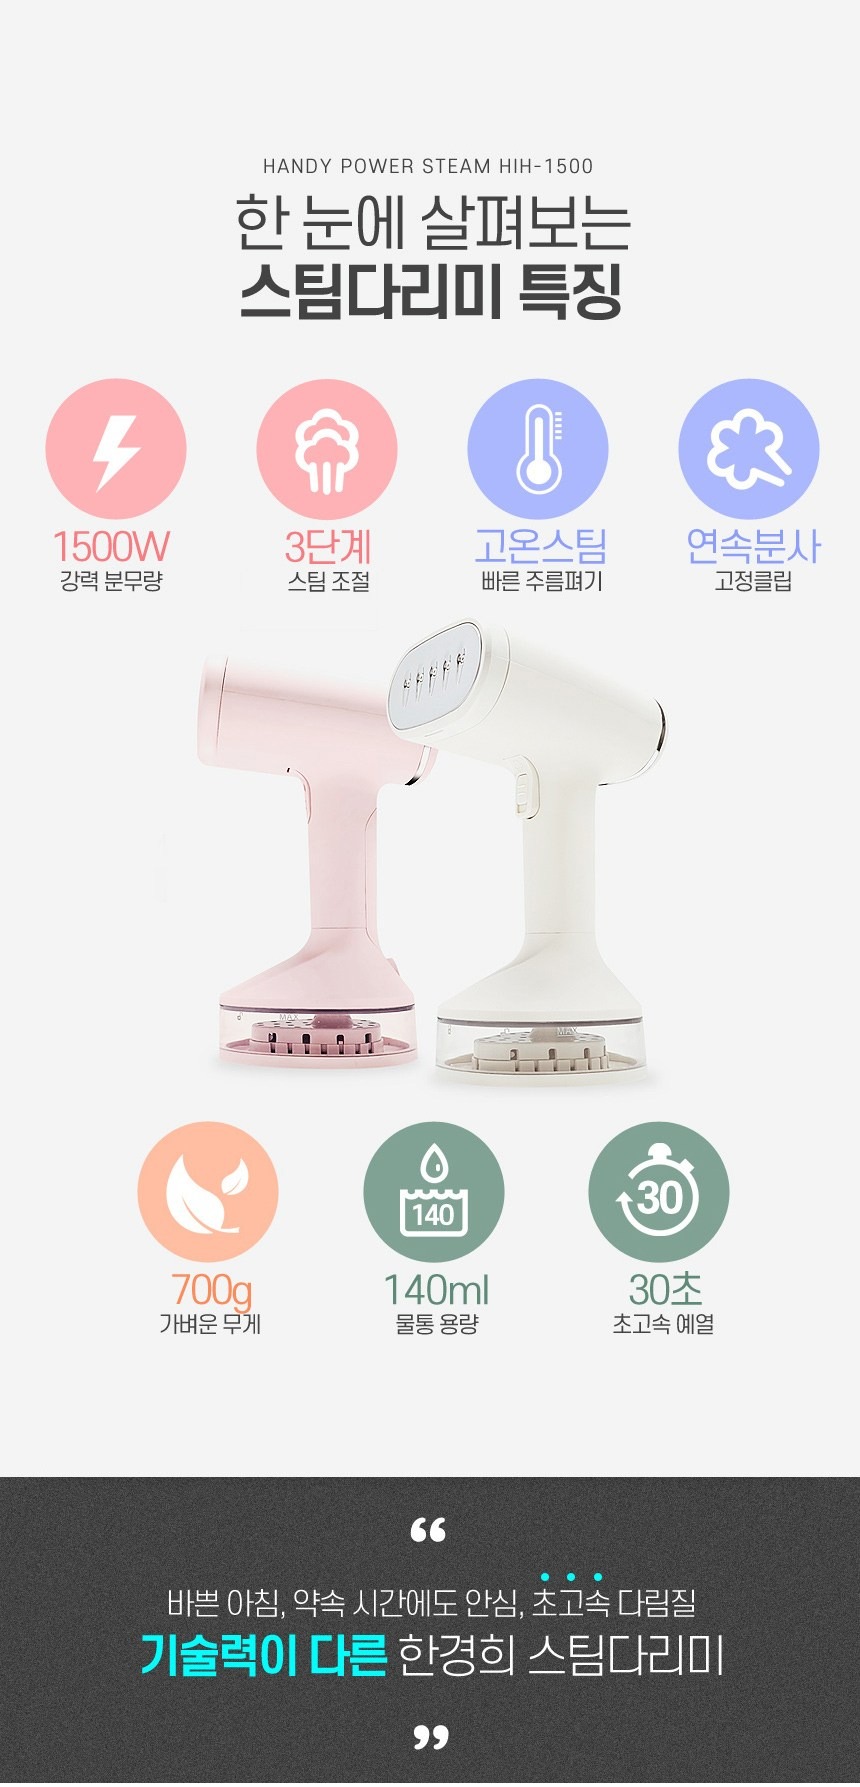 HANDY POWER STEAM HIH-1500
한 눈에 살펴보는
스팀다리미 특징
1500W
강력 분무량
3단계
스팀 조절
고온스팀
빠른 주름펴기
연속분사
고정클립
MAX
MAX
140
30
700g
가벼운 무게
140ml
물통 용량
30초
초고속 예열
“
바쁜 아침, 약속 시간에도 안심, 초고속 다림질
기술력이 다른 한경희 스팀다리미
”